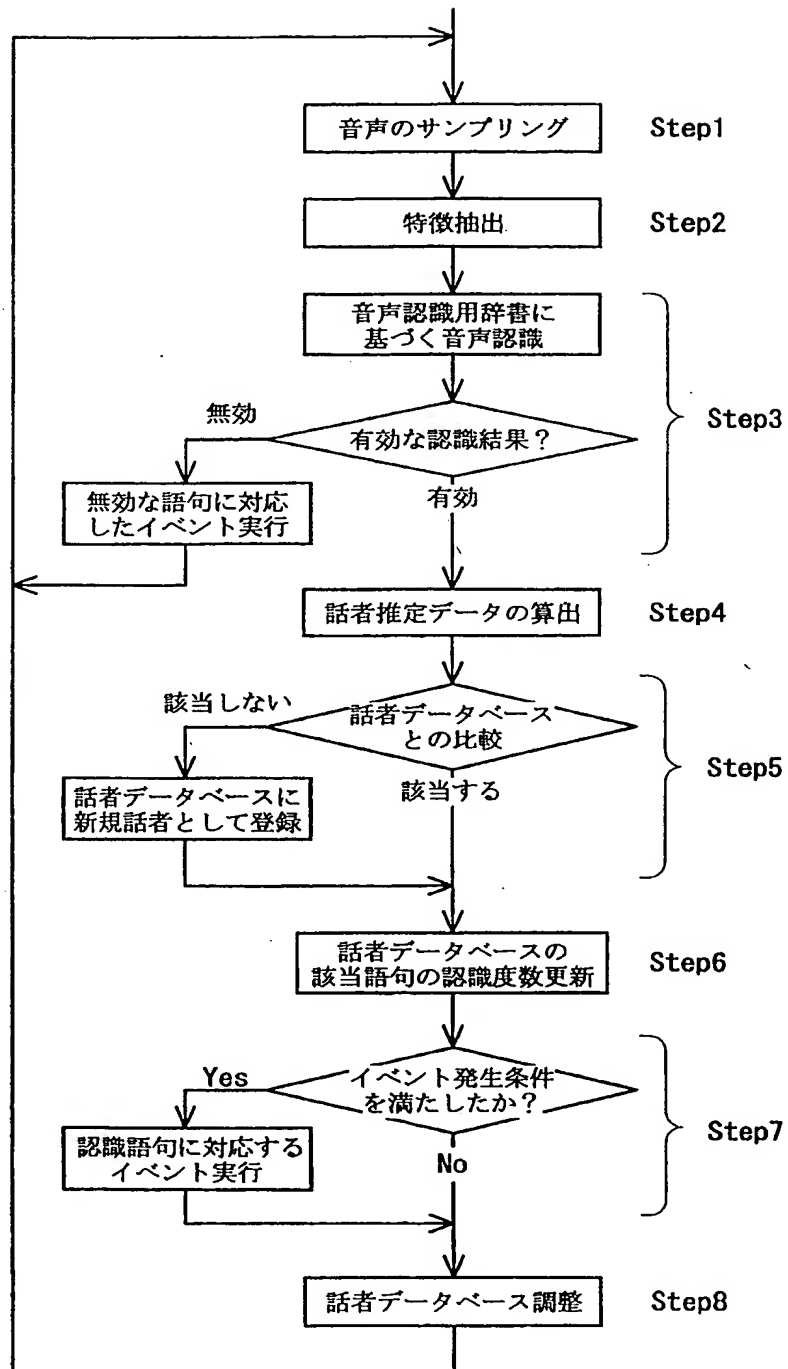 音声のサンプリング
Step1
特徴抽出
Step2
音声認識用辞書に
基づく音声認識
無効
有効な認識結果？
Step3
有効
無効な語句に対応
したイベント実行
話者推定データの算出
Step4
該当しない
話者データベース
との比較
Step5
該当する
話者データベースに
新規話者として登録
話者データベースの
該当語句の認識度数更新
Step6
Yes
イベント発生条件
を満たしたか？
Step7
No
認識語句に対応する
イベント実行
話者データベース調整
Step8